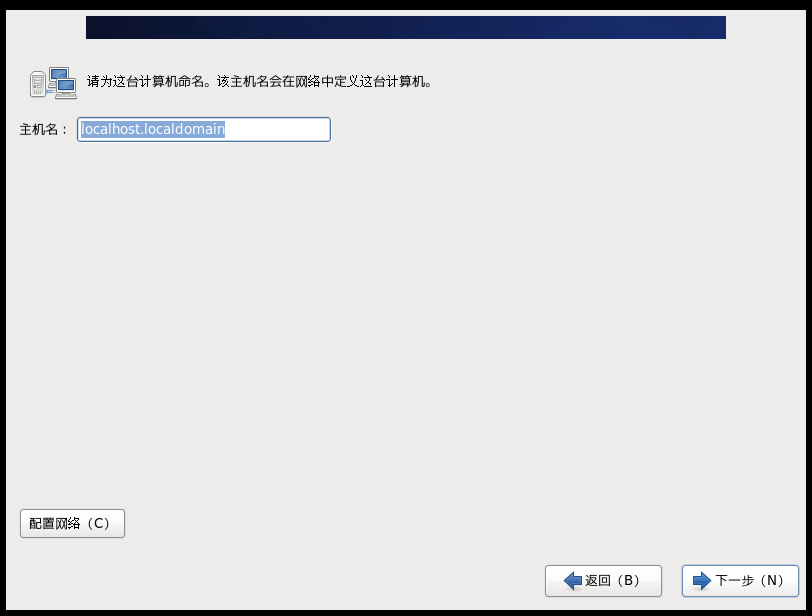 请为这台计算机命名。该主机名会在网络中定义这台计算机。
主机名：
localhost.localdomain
配置网络（C）
返回（B）
下一步（N）